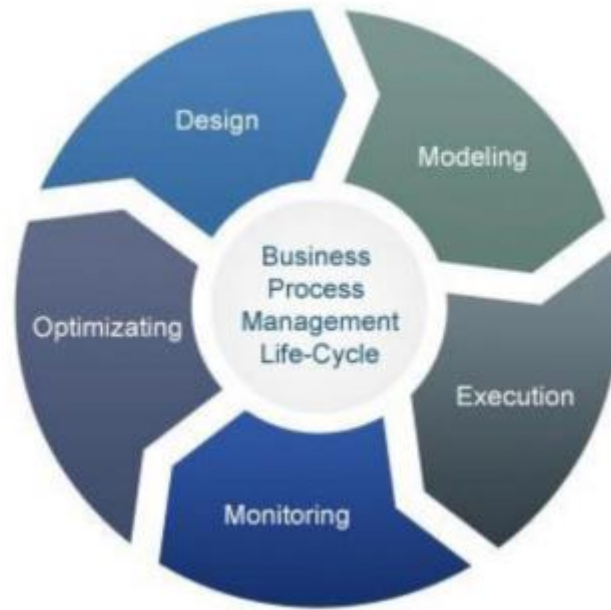 Design
Modeling
Business
Process
Management
Life-Cycle
Optimizating
Execution
Monitoring